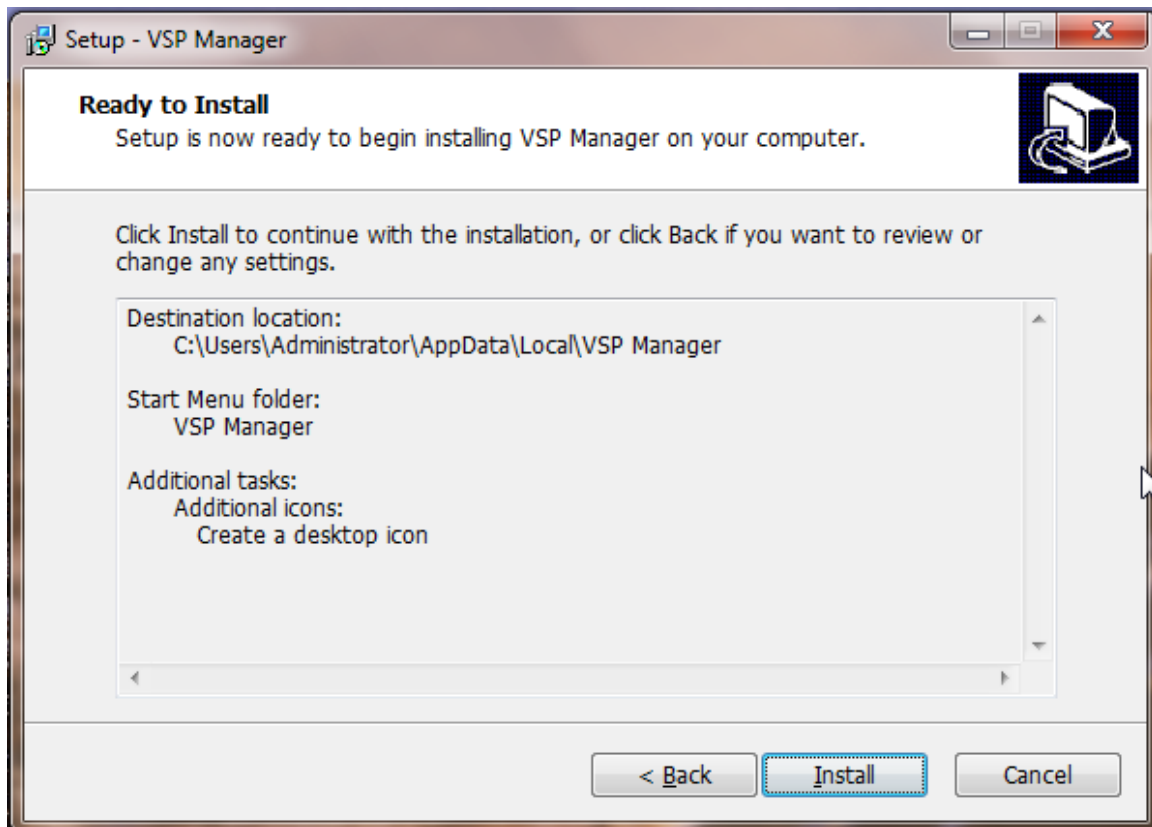 Setup - VSP Manager
Ready to Install
Setup is now ready to begin installing VSP Manager on your computer.
Click Install to continue with the installation, or click Back if you want to review or
change any settings.
Destination location:
C:\Users\Administrator\AppData\Local\VSP Manager
Start Menu folder:
VSP Manager
Additional tasks:
Additional icons:
Create a desktop icon
< Back
Install
Cancel